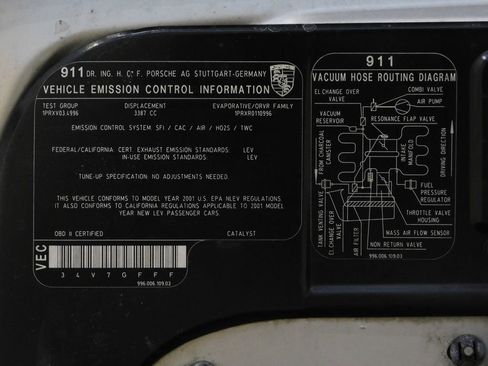 911 DR. ING. H. C. F. PORSCHE AG STUTTGART-GERMANY
VEHICLE EMISSION CONTROL INFORMATION
TEST GROUP DISPLACEMENT EVAPORATIVE/ORVR FAMILY
1PRXV03.4996 3387 CC 1PRXR0110996
EMISSION CONTROL SYSTEM SFI / CAC / AIR / HO2S / TWC
FEDERAL/CALIFORNIA CERT. EXHAUST EMISSION STANDARDS LEV
IN-USE EMISSION STANDARDS LEV
TUNE-UP SPECIFICATION NO ADJUSTMENTS NEEDED.
THIS VEHICLE CONFORMS TO MODEL YEAR 2001 U.S. EPA NLEV REGULATIONS.
IT ALSO CONFORMS TO CALIFORNIA REGULATIONS APPLICABLE TO 2001 MODEL
YEAR NEW LEV PASSENGER CARS.
OBD II CERTIFIED CATALYST
VEC
34V7GFFF
996.006.109.03
911
VACUUM HOSE ROUTING DIAGRAM
EL.CHANGE OVER VALVE
COMBI VALVE
AIR PUMP
VACUUM RESERVOIR
RESONANCE FLAP VALVE
FROM CHARCOAL CANISTER
INTAKE MANIFOLD
DRIVING DIRECTION
FUEL PRESSURE REGULATOR
THROTTLE VALVE HOUSING
MASS AIR FLOW SENSOR
NON RETURN VALVE
TANK VENTING VALVE
EL.CHANGE OVER VALVE
AIR FILTER
996.006.109.03